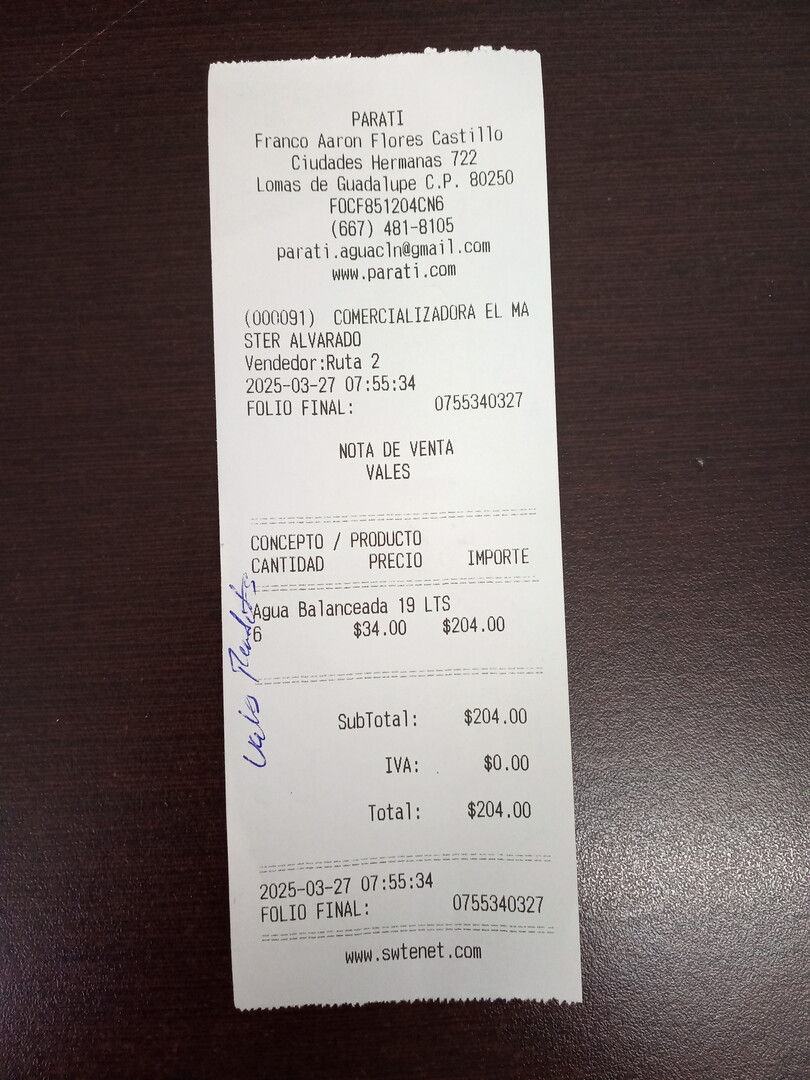 PARATI
Franco Aaron Flores Castillo
Ciudades Hermanas 722
Lomas de Guadalupe C.P. 80250
FOCF851204CN6
(667) 481-8105
parati.aguacln@gmail.com
www.parati.com
(000091) COMERCIALIZADORA EL MA
STER ALVARADO
Vendedor:Ruta 2
2025-03-27 07:55:34
FOLIO FINAL: 0755340327
NOTA DE VENTA
VALES
CONCEPTO / PRODUCTO
CANTIDAD PRECIO IMPORTE
Agua Balanceada 19 LTS
6 $34.00 $204.00
SubTotal: $204.00
IVA: $0.00
Total: $204.00
2025-03-27 07:55:34
FOLIO FINAL: 0755340327
www.swtenet.com